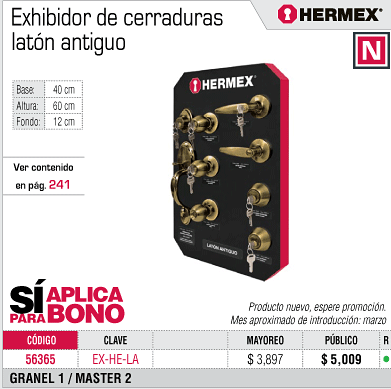 Exhibidor de cerraduras
latón antiguo
HERMEX®
N
Base: 40 cm
Altura: 60 cm
Fondo: 12 cm
Ver contenido
en pág. 241
HERMEX®
LATÓN ANTIGUO
SÍ APLICA
PARA BONO
Producto nuevo, espere promoción.
Mes aproximado de introducción: marzo
CÓDIGO CLAVE MAYOREO PÚBLICO R
56365 EX-HE-LA $ 3,897 $ 5,009
GRANEL 1 / MASTER 2